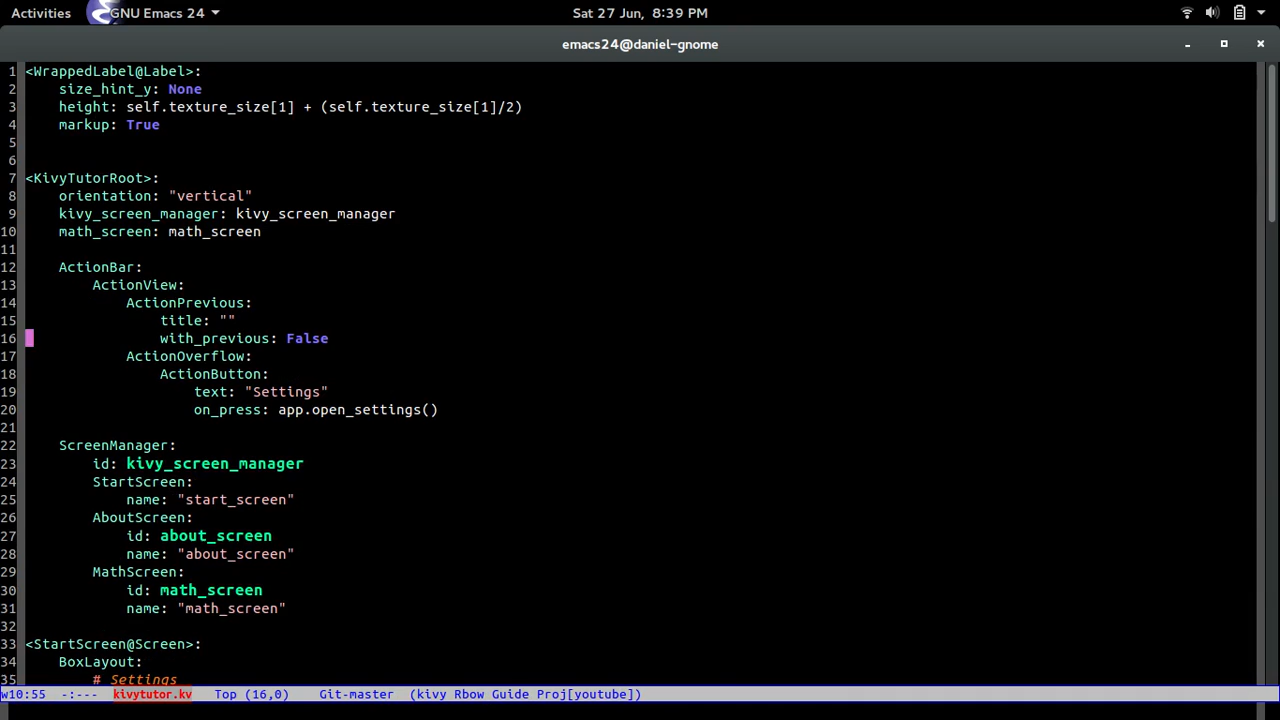 Activities GNU Emacs 24 Sat 27 Jun, 8:39 PM
emacs24@daniel-gnome
1 <WrappedLabel@Label>:
2     size_hint_y: None
3     height: self.texture_size[1] + (self.texture_size[1]/2)
4     markup: True
5
6
7 <KivyTutorRoot>:
8     orientation: "vertical"
9     kivy_screen_manager: kivy_screen_manager
10     math_screen: math_screen
11
12     ActionBar:
13         ActionView:
14             ActionPrevious:
15                 title: ""
16                 with_previous: False
17             ActionOverflow:
18                 ActionButton:
19                     text: "Settings"
20                     on_press: app.open_settings()
21
22     ScreenManager:
23         id: kivy_screen_manager
24         StartScreen:
25             name: "start_screen"
26         AboutScreen:
27             id: about_screen
28             name: "about_screen"
29         MathScreen:
30             id: math_screen
31             name: "math_screen"
32
33 <StartScreen@Screen>:
34     BoxLayout:
35         # Settings
w10:55 -:--- kivytutor.kv Top (16,0) Git-master (kivy Rbow Guide Proj[youtube])